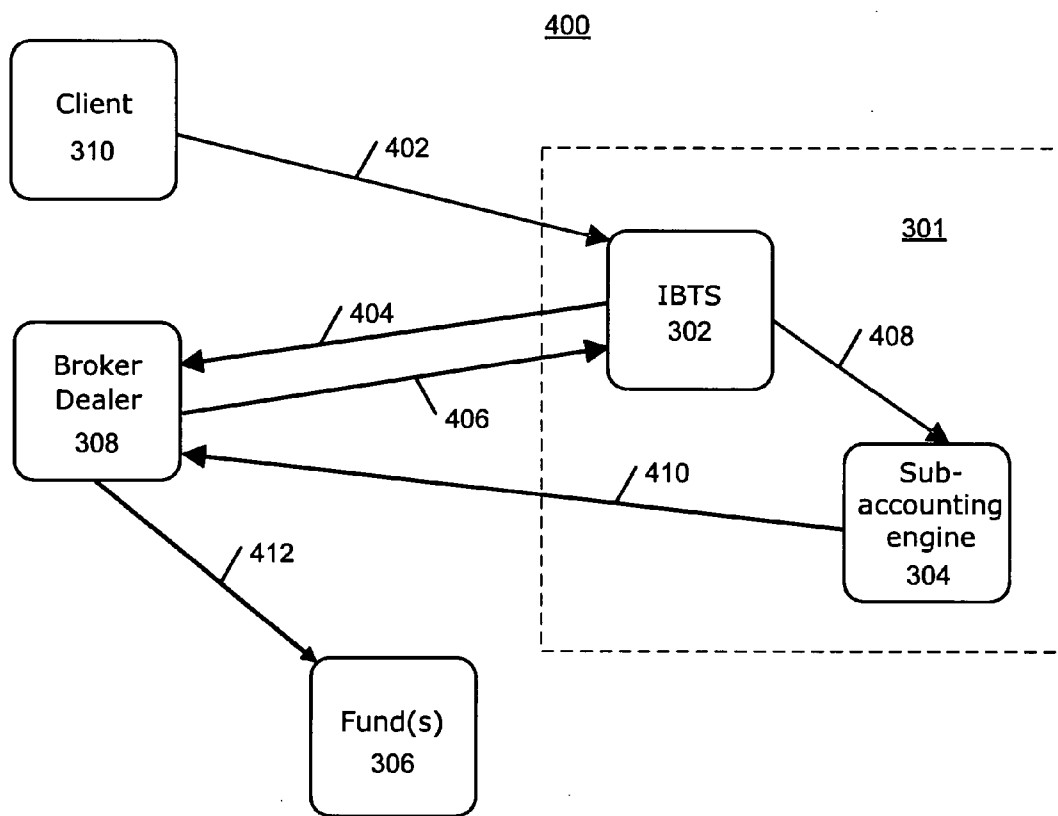 400
Client
310
402
301
IBTS
302
404
408
Broker
Dealer
308
406
410
Sub-
accounting
engine
304
412
Fund(s)
306